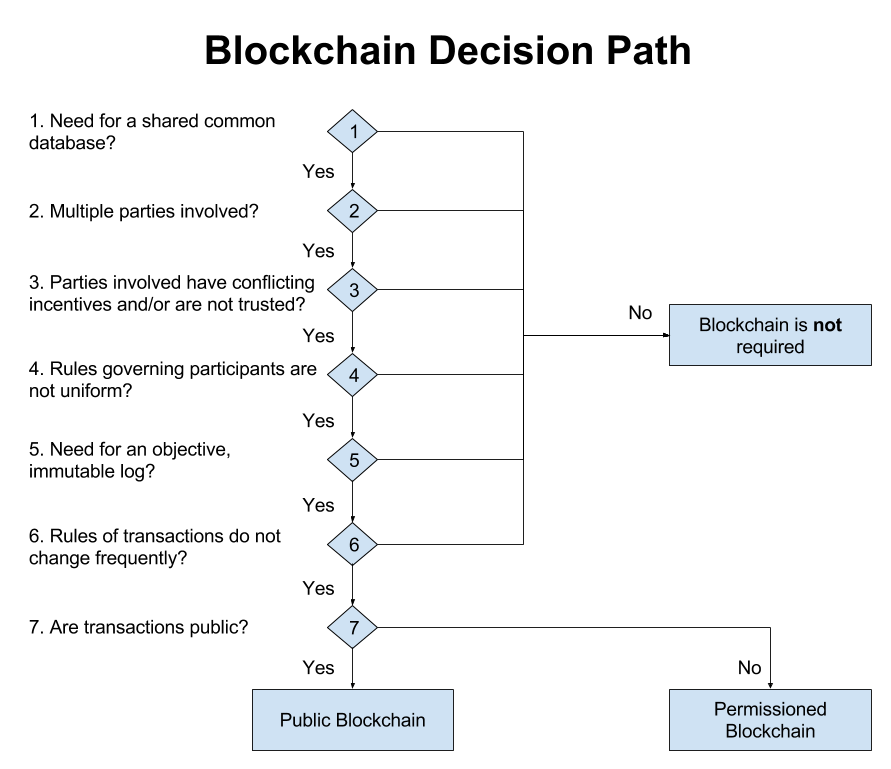 Blockchain Decision Path
1. Need for a shared common
database?
1
Yes
2. Multiple parties involved?
2
Yes
3. Parties involved have conflicting
incentives and/or are not trusted?
3
No
Blockchain is not
required
Yes
4. Rules governing participants are
not uniform?
4
Yes
5. Need for an objective,
immutable log?
5
Yes
6. Rules of transactions do not
change frequently?
6
Yes
7. Are transactions public?
7
Yes
No
Public Blockchain
Permissioned
Blockchain